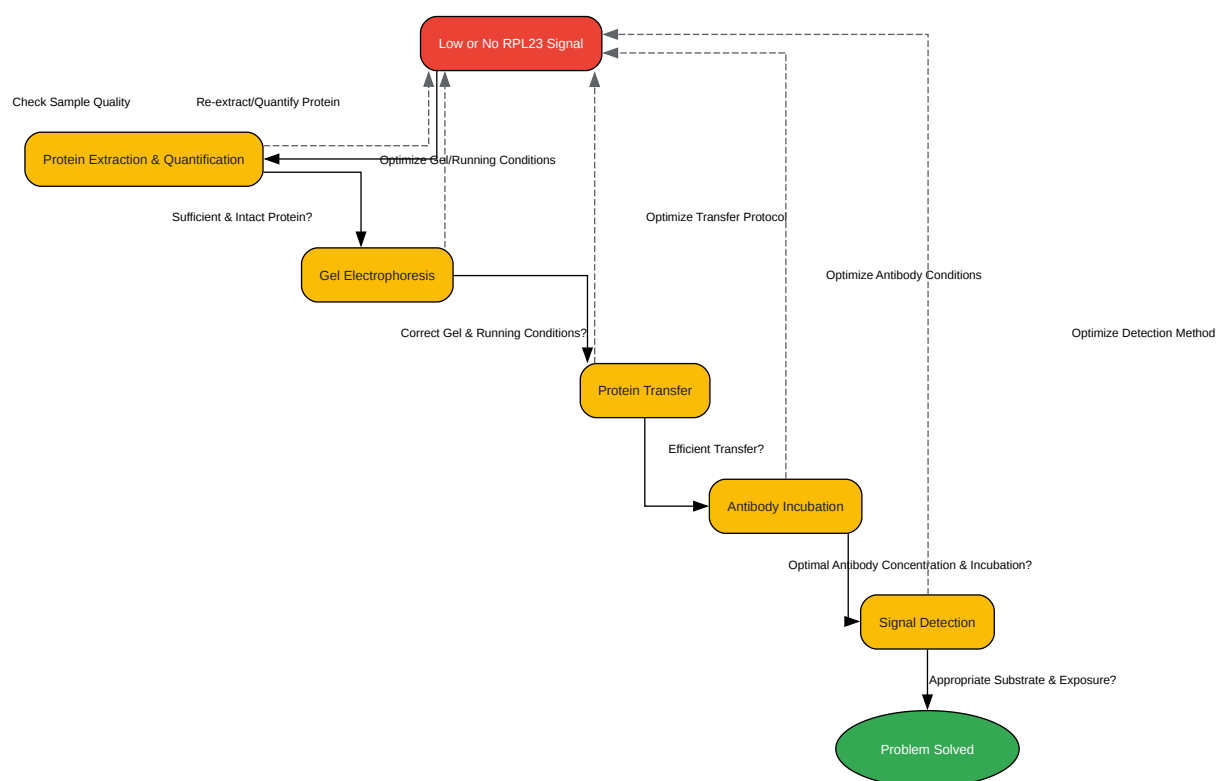 Low or No RPL23 Signal
Check Sample Quality
Re-extract/Quantify Protein
Protein Extraction & Quantification
Optimize Gel/Running Conditions
Sufficient & Intact Protein?
Optimize Transfer Protocol
Gel Electrophoresis
Optimize Antibody Conditions
Correct Gel & Running Conditions?
Optimize Detection Method
Protein Transfer
Efficient Transfer?
Antibody Incubation
Optimal Antibody Concentration & Incubation?
Signal Detection
Appropriate Substrate & Exposure?
Problem Solved